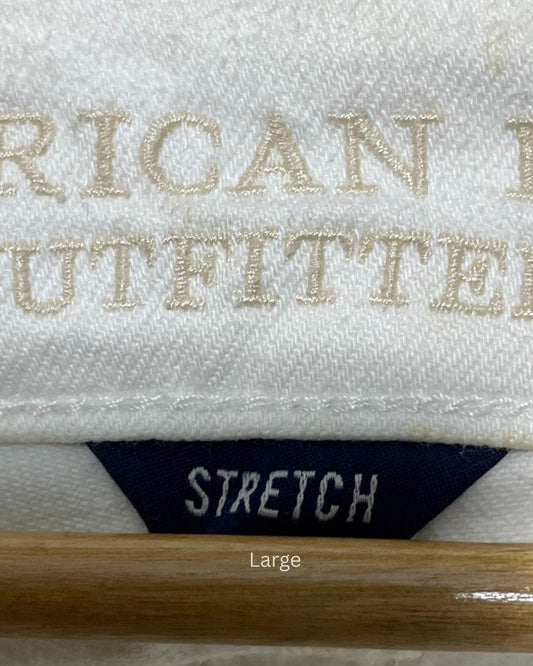 RICAN
UTFITTE
STRETCH
Large